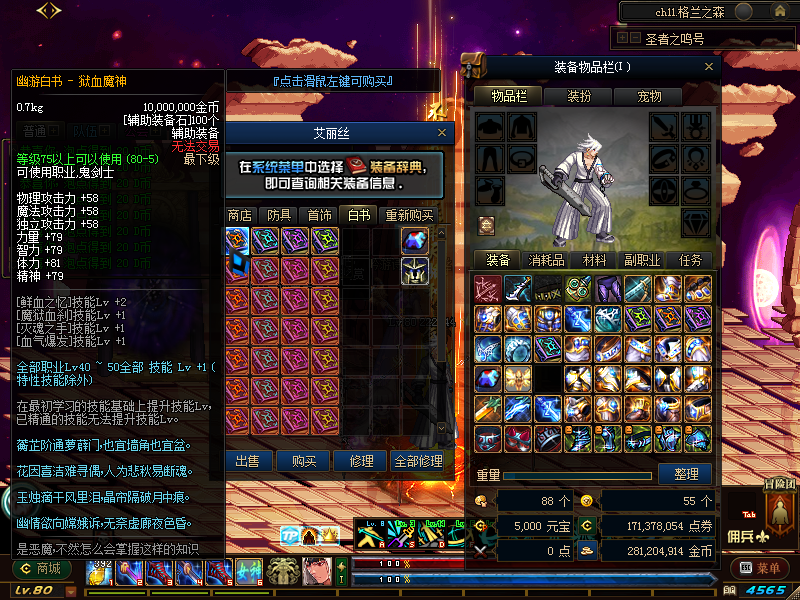 ch11.格兰之森
圣者之鸣号
幽游白书 - 狱血魔神
0.7kg
10,000,000金币
[辅助装备石]100个
辅助装备
无法交易
等级75以上可以使用 (80-5)
最下级
可使用职业,鬼剑士
物理攻击力 +58
魔法攻击力 +58
独立攻击力 +58
力量 +79
智力 +79
体力 +81
精神 +79
[鲜血之忆]技能Lv +2
[魔狱血刹]技能Lv +1
[灭魂之手]技能Lv +1
[血气爆发]技能Lv +1
全部职业Lv40 ~ 50全部 技能 Lv +1 (
特性技能除外)
在最初学习的技能基础上提升技能Lv,
已精通的技能无法提升技能Lv。
薔芷阶通萝薜门,也宜墙角也宜盆。
花因喜洁难寻偶,人为悲秋易断魂。
玉烛滴干风里泪,晶帘隔破月中痕。
幽情欲向嫦娥诉,无奈虚廊夜色昏。
是恶魔,不然怎么会掌握这样的知识
『点击滑鼠左键可购买』
艾丽丝
在系统菜单中选择 装备辞典,
即可查询相关装备信息.
商店 防具 首饰 白书 重新购买
出售 购买 修理 全部修理
装备物品栏(I)
物品栏 装扮 宠物
装备 消耗品 材料 副职业 任务
重量 整理
88 个 55 个
5,000 元宝 171,378,054 点券
0 点 281,204,914 金币
冒险团
Tab
佣兵
商城
392
TP
100%
100%
ESC 菜单
Lv.80
4565